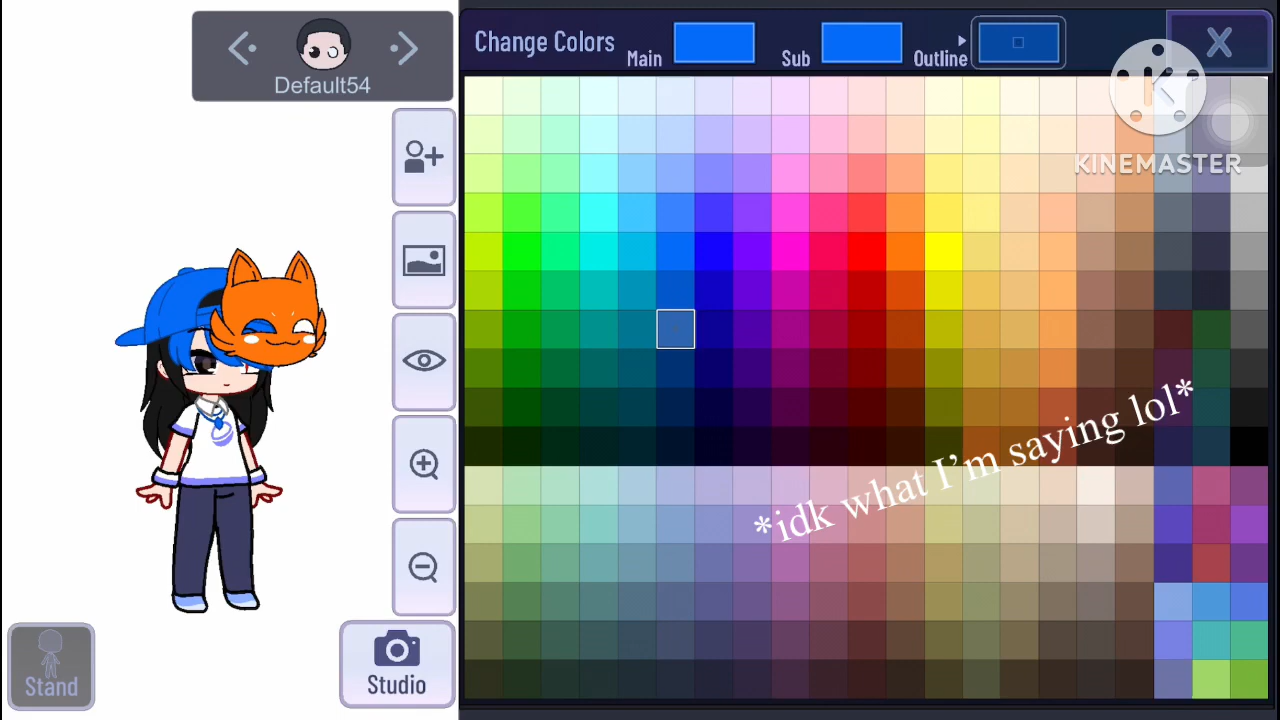 Default54
Change Colors
Main
Sub
Outline
KINEMASTER
*idk what I'm saying lol*
Stand
Studio